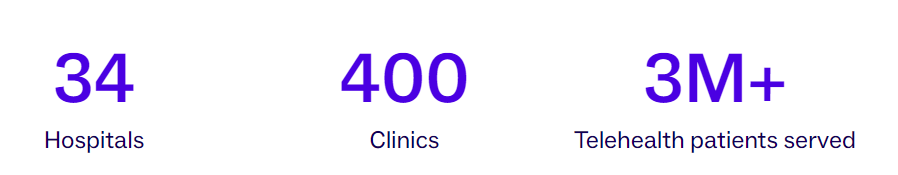 34
Hospitals
400
Clinics
3M+
Telehealth patients served